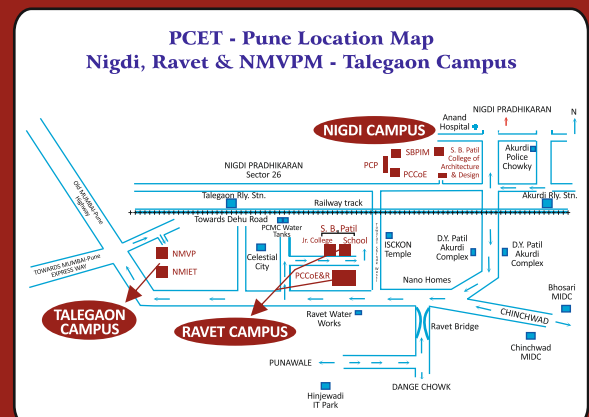 PCET - Pune Location Map
Nigdi, Ravet & NMVPM - Talegaon Campus
NIGDI PRADHIKARAN
N
Anand
Hospital
NIGDI CAMPUS
SBPIM
PCP
PCCoE
S. B. Patil
College of
Architecture
& Design
Akurdi
Police
Chowky
NIGDI PRADHIKARAN
Sector 26
Old MUMBAI-Pune
Highway
Talegaon Rly. Stn.
Railway track
Akurdi Rly. Stn.
Towards Dehu Road
PCMC Water
Tanks
S. B. Patil
Jr. College
School
NMVP
NMIET
Celestial
City
ISCKON
Temple
D.Y. Patil
Akurdi
Complex
D.Y. Patil
Akurdi
Complex
TOWARDS MUMBAI-Pune
EXPRESS WAY
PCCoE&R
Nano Homes
TALEGAON
CAMPUS
RAVET CAMPUS
Ravet Water
Works
Ravet Bridge
CHINCHWAD
Bhosari
MIDC
Chinchwad
MIDC
PUNAWALE
Hinjewadi
IT Park
DANGE CHOWK